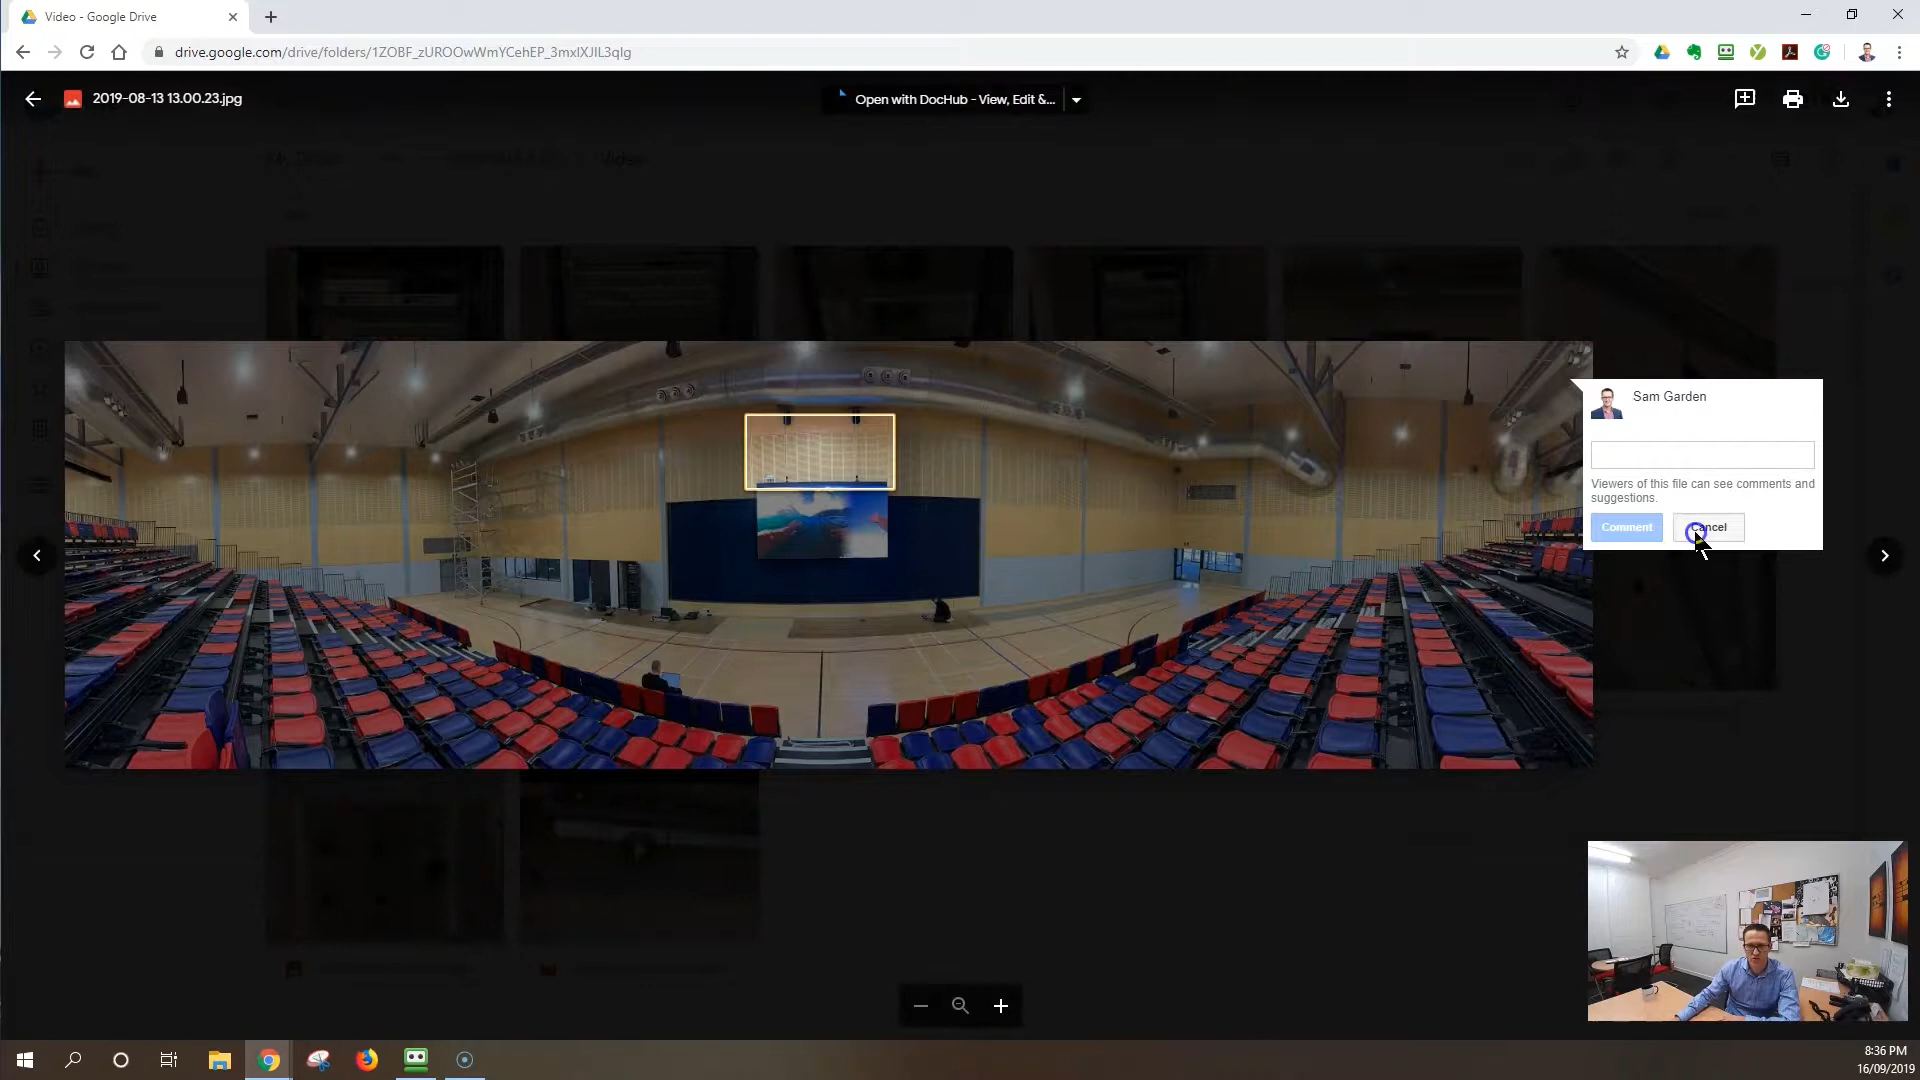 Video - Google Drive
drive.google.com/drive/folders/1ZOBF_zUROOwWmYCehEP_3mxlXJIL3qlg
2019-08-13 13.00.23.jpg
Open with DocHub - View, Edit &...
Video
Sam Garden
Viewers of this file can see comments and
suggestions.
Comment
Cancel
8:36 PM
16/09/2019